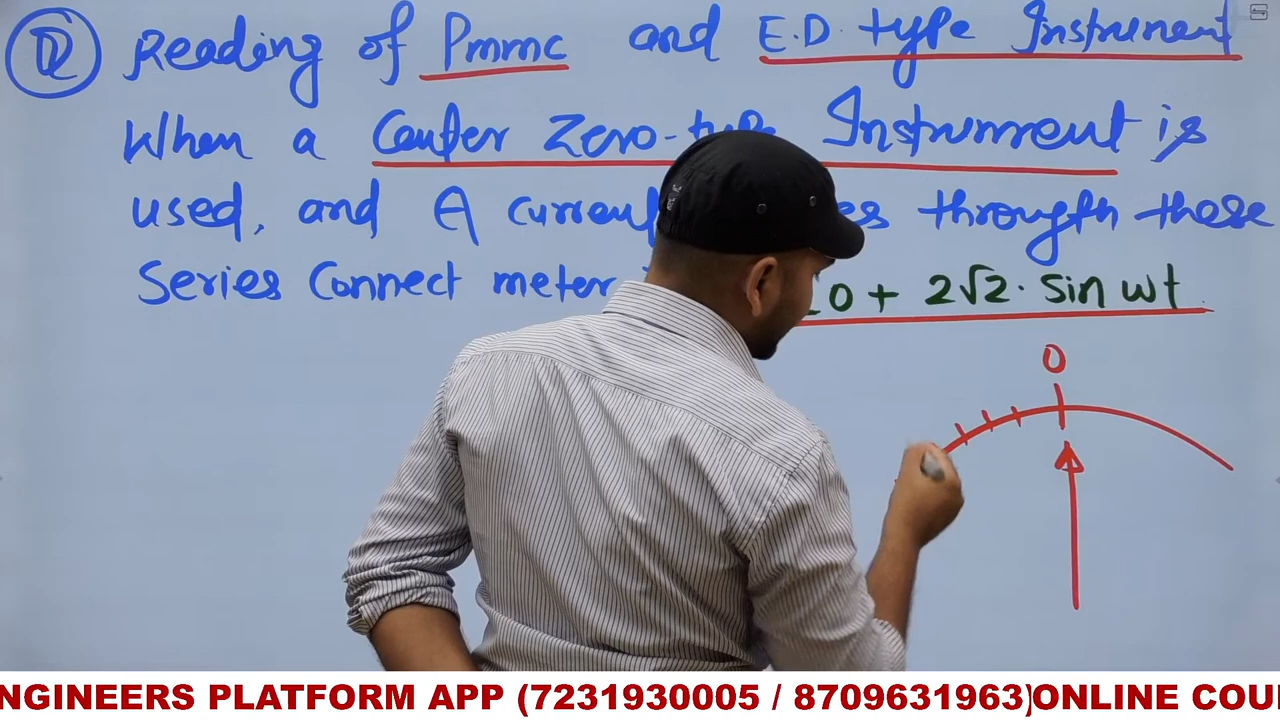 Q Reading of Pmmc and E.D. type Instrument
When a Center Zero-type Instrument is
used, and A current through these
Series Connect meter 0 + 2√2. Sin wt
0
NGINEERS PLATFORM APP (7231930005 / 8709631963) ONLINE COU